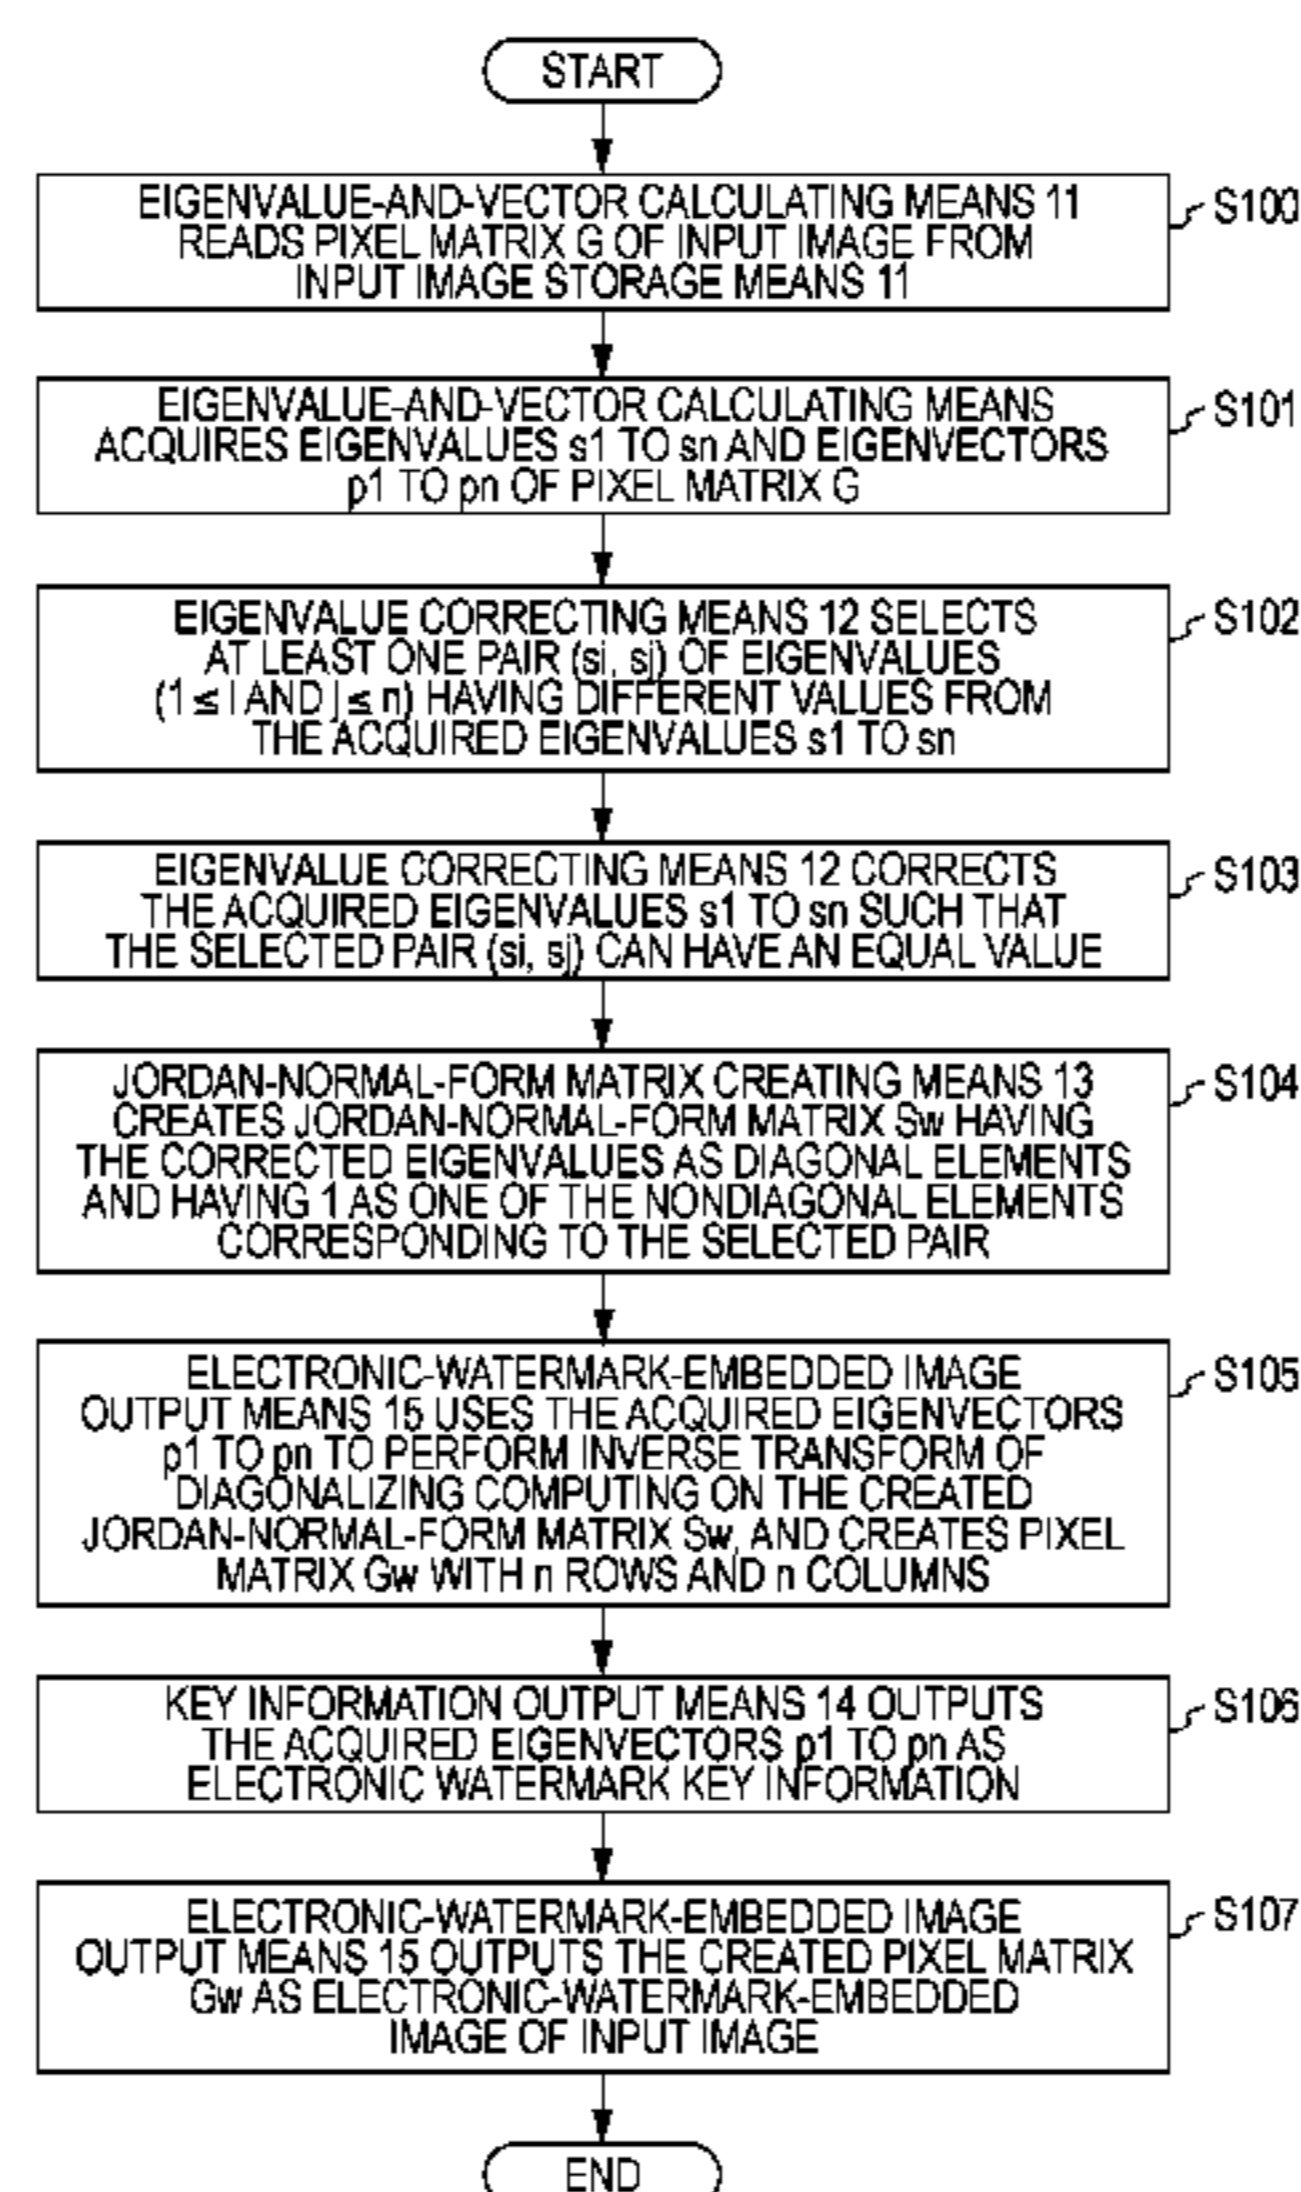 START
EIGENVALUE-AND-VECTOR CALCULATING MEANS 11
READS PIXEL MATRIX G OF INPUT IMAGE FROM
INPUT IMAGE STORAGE MEANS 11
S100
EIGENVALUE-AND-VECTOR CALCULATING MEANS
ACQUIRES EIGENVALUES s1 TO sn AND EIGENVECTORS
p1 TO pn OF PIXEL MATRIX G
S101
EIGENVALUE CORRECTING MEANS 12 SELECTS
AT LEAST ONE PAIR (si, sj) OF EIGENVALUES
(1 ≤ i AND j ≤ n) HAVING DIFFERENT VALUES FROM
THE ACQUIRED EIGENVALUES s1 TO sn
S102
EIGENVALUE CORRECTING MEANS 12 CORRECTS
THE ACQUIRED EIGENVALUES s1 TO sn SUCH THAT
THE SELECTED PAIR (si, sj) CAN HAVE AN EQUAL VALUE
S103
JORDAN-NORMAL-FORM MATRIX CREATING MEANS 13
CREATES JORDAN-NORMAL-FORM MATRIX Sw HAVING
THE CORRECTED EIGENVALUES AS DIAGONAL ELEMENTS
AND HAVING 1 AS ONE OF THE NONDIAGONAL ELEMENTS
CORRESPONDING TO THE SELECTED PAIR
S104
ELECTRONIC-WATERMARK-EMBEDDED IMAGE
OUTPUT MEANS 15 USES THE ACQUIRED EIGENVECTORS
p1 TO pn TO PERFORM INVERSE TRANSFORM OF
DIAGONALIZING COMPUTING ON THE CREATED
JORDAN-NORMAL-FORM MATRIX Sw, AND CREATES PIXEL
MATRIX Gw WITH n ROWS AND n COLUMNS
S105
KEY INFORMATION OUTPUT MEANS 14 OUTPUTS
THE ACQUIRED EIGENVECTORS p1 TO pn AS
ELECTRONIC WATERMARK KEY INFORMATION
S106
ELECTRONIC-WATERMARK-EMBEDDED IMAGE
OUTPUT MEANS 15 OUTPUTS THE CREATED PIXEL MATRIX
Gw AS ELECTRONIC-WATERMARK-EMBEDDED
IMAGE OF INPUT IMAGE
S107
END